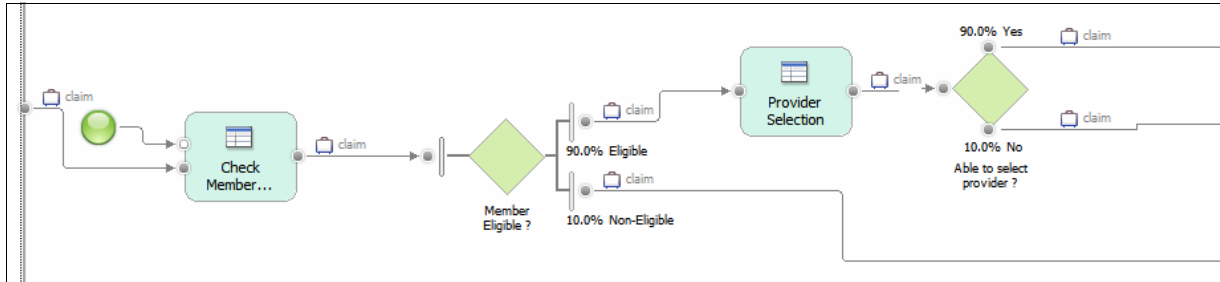 claim
Check
Member...
claim
Member
Eligible ?
claim
90.0% Eligible
claim
10.0% Non-Eligible
Provider
Selection
claim
90.0% Yes
claim
claim
10.0% No
Able to select
provider ?